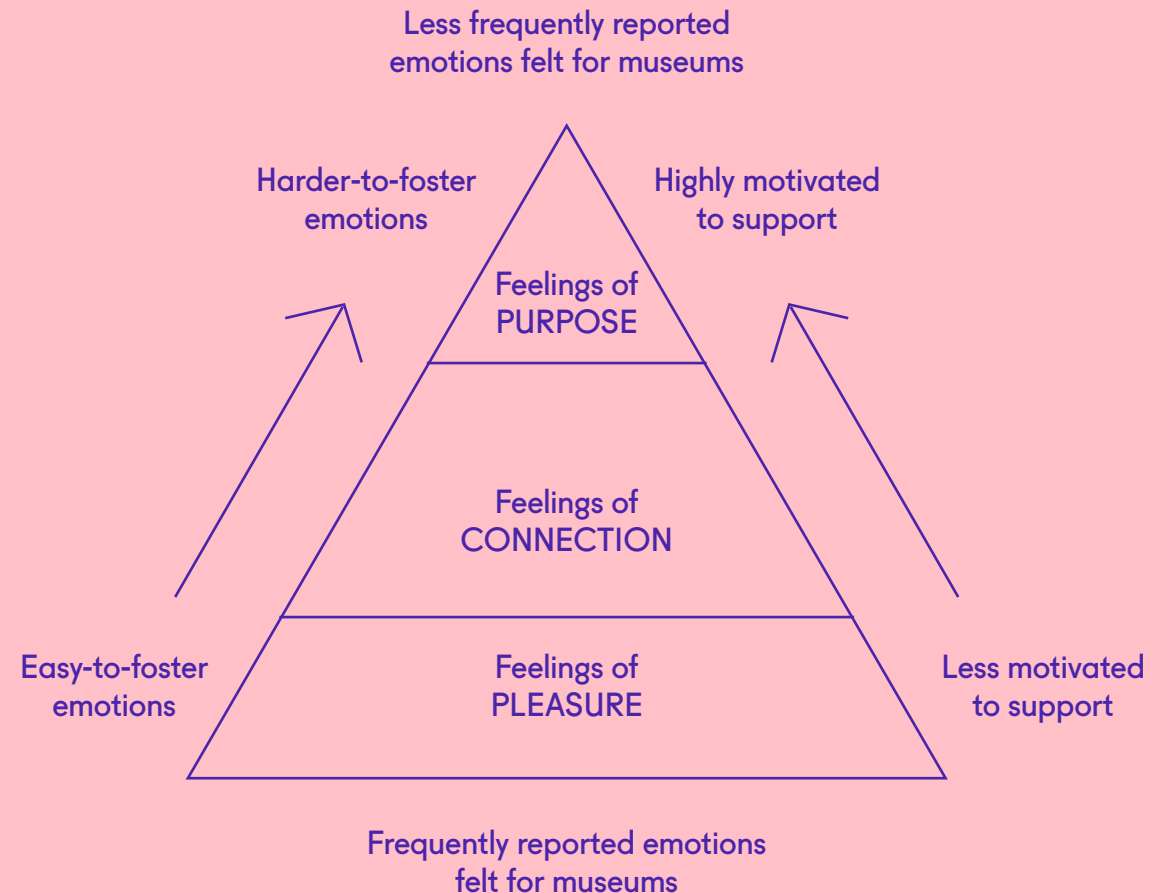 Less frequently reported
emotions felt for museums
Harder-to-foster
emotions
Highly motivated
to support
Feelings of
PURPOSE
Feelings of
CONNECTION
Easy-to-foster
emotions
Feelings of
PLEASURE
Less motivated
to support
Frequently reported emotions
felt for museums